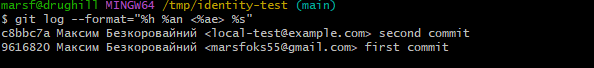 marsf@drughill MINGW64 /tmp/identity-test (main)
$ git log --format="%h %an <%ae> %s"
c8bbc7a Максим Безкоровайний <local-test@example.com> second commit
9616820 Максим Безкоровайний <marsfoks55@gmail.com> first commit